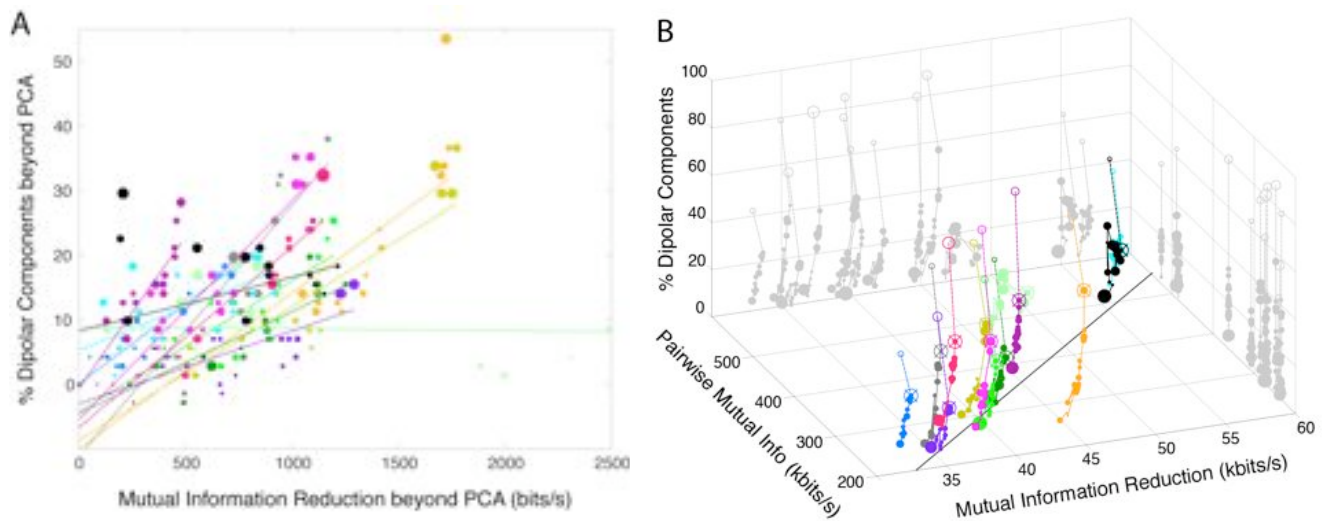 A
% Dipolar Components beyond PCA
50
40
30
20
10
0
0 500 1000 1500 2000 2500
Mutual Information Reduction beyond PCA (bits/s)
B
% Dipolar Components
100
80
60
40
20
0
Pairwise Mutual Info (kbits/s)
500
400
300
200
35 40 45 50 55 60
Mutual Information Reduction (kbits/s)